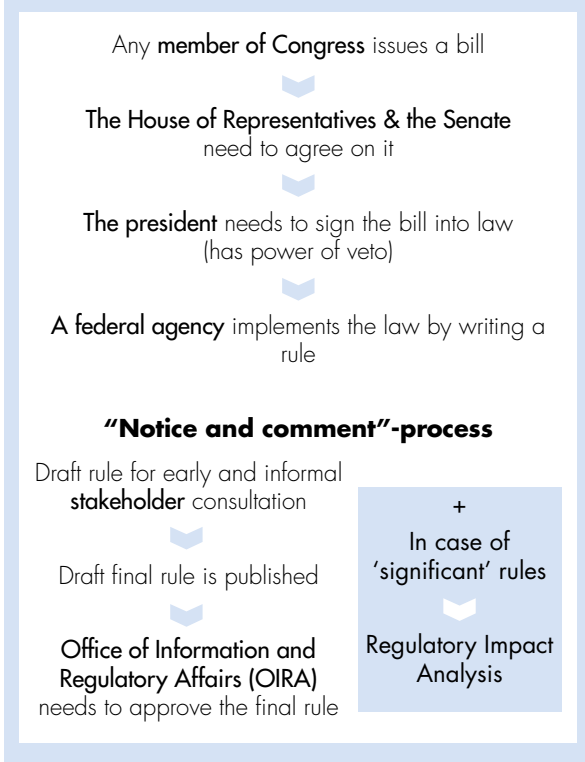 Any member of Congress issues a bill
The House of Representatives & the Senate
need to agree on it
The president needs to sign the bill into law
(has power of veto)
A federal agency implements the law by writing a
rule
“Notice and comment”-process
Draft rule for early and informal
stakeholder consultation
Draft final rule is published
Office of Information and
Regulatory Affairs (OIRA)
needs to approve the final rule
+
In case of
‘significant’ rules
Regulatory Impact
Analysis